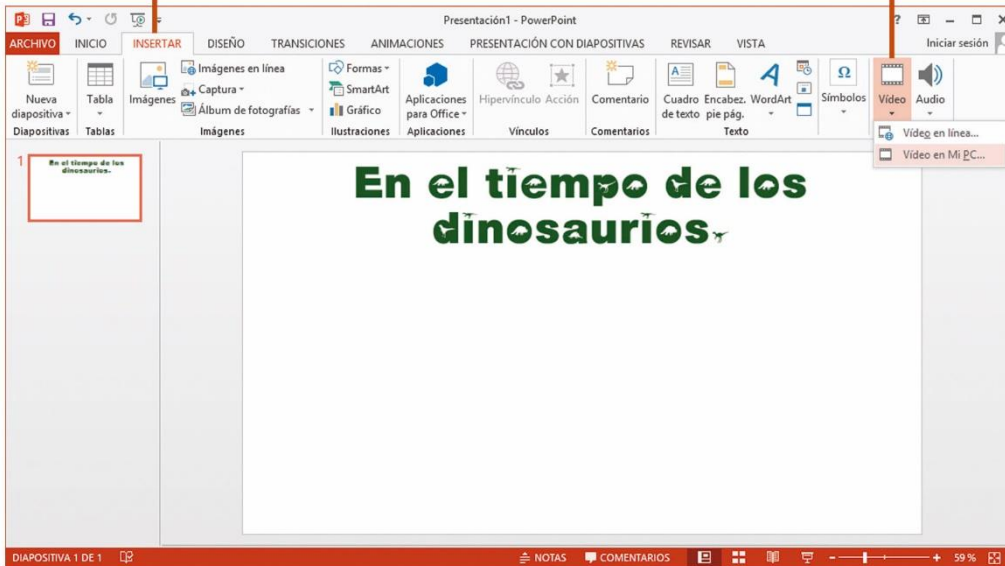 Presentación1 - PowerPoint
ARCHIVO INICIO INSERTAR DISEÑO TRANSICIONES ANIMACIONES PRESENTACIÓN CON DIAPOSITIVAS REVISAR VISTA Iniciar sesión
Nueva diapositiva
Diapositivas
Tabla
Tablas
Imágenes
Imágenes en línea
Captura
Álbum de fotografías
Imágenes
Formas
SmartArt
Gráfico
Ilustraciones
Aplicaciones para Office
Aplicaciones
Hipervínculo Acción
Vínculos
Comentario
Comentarios
Cuadro de texto
Encabez. pie pág.
WordArt
Texto
Símbolos
Vídeo Audio
Vídeo en línea...
Vídeo en Mi PC...
1
En el tiempo de los
dinosaurios.
En el tiempo de los
dinosaurios.
DIAPOSITIVA 1 DE 1 NOTAS COMENTARIOS 59 %